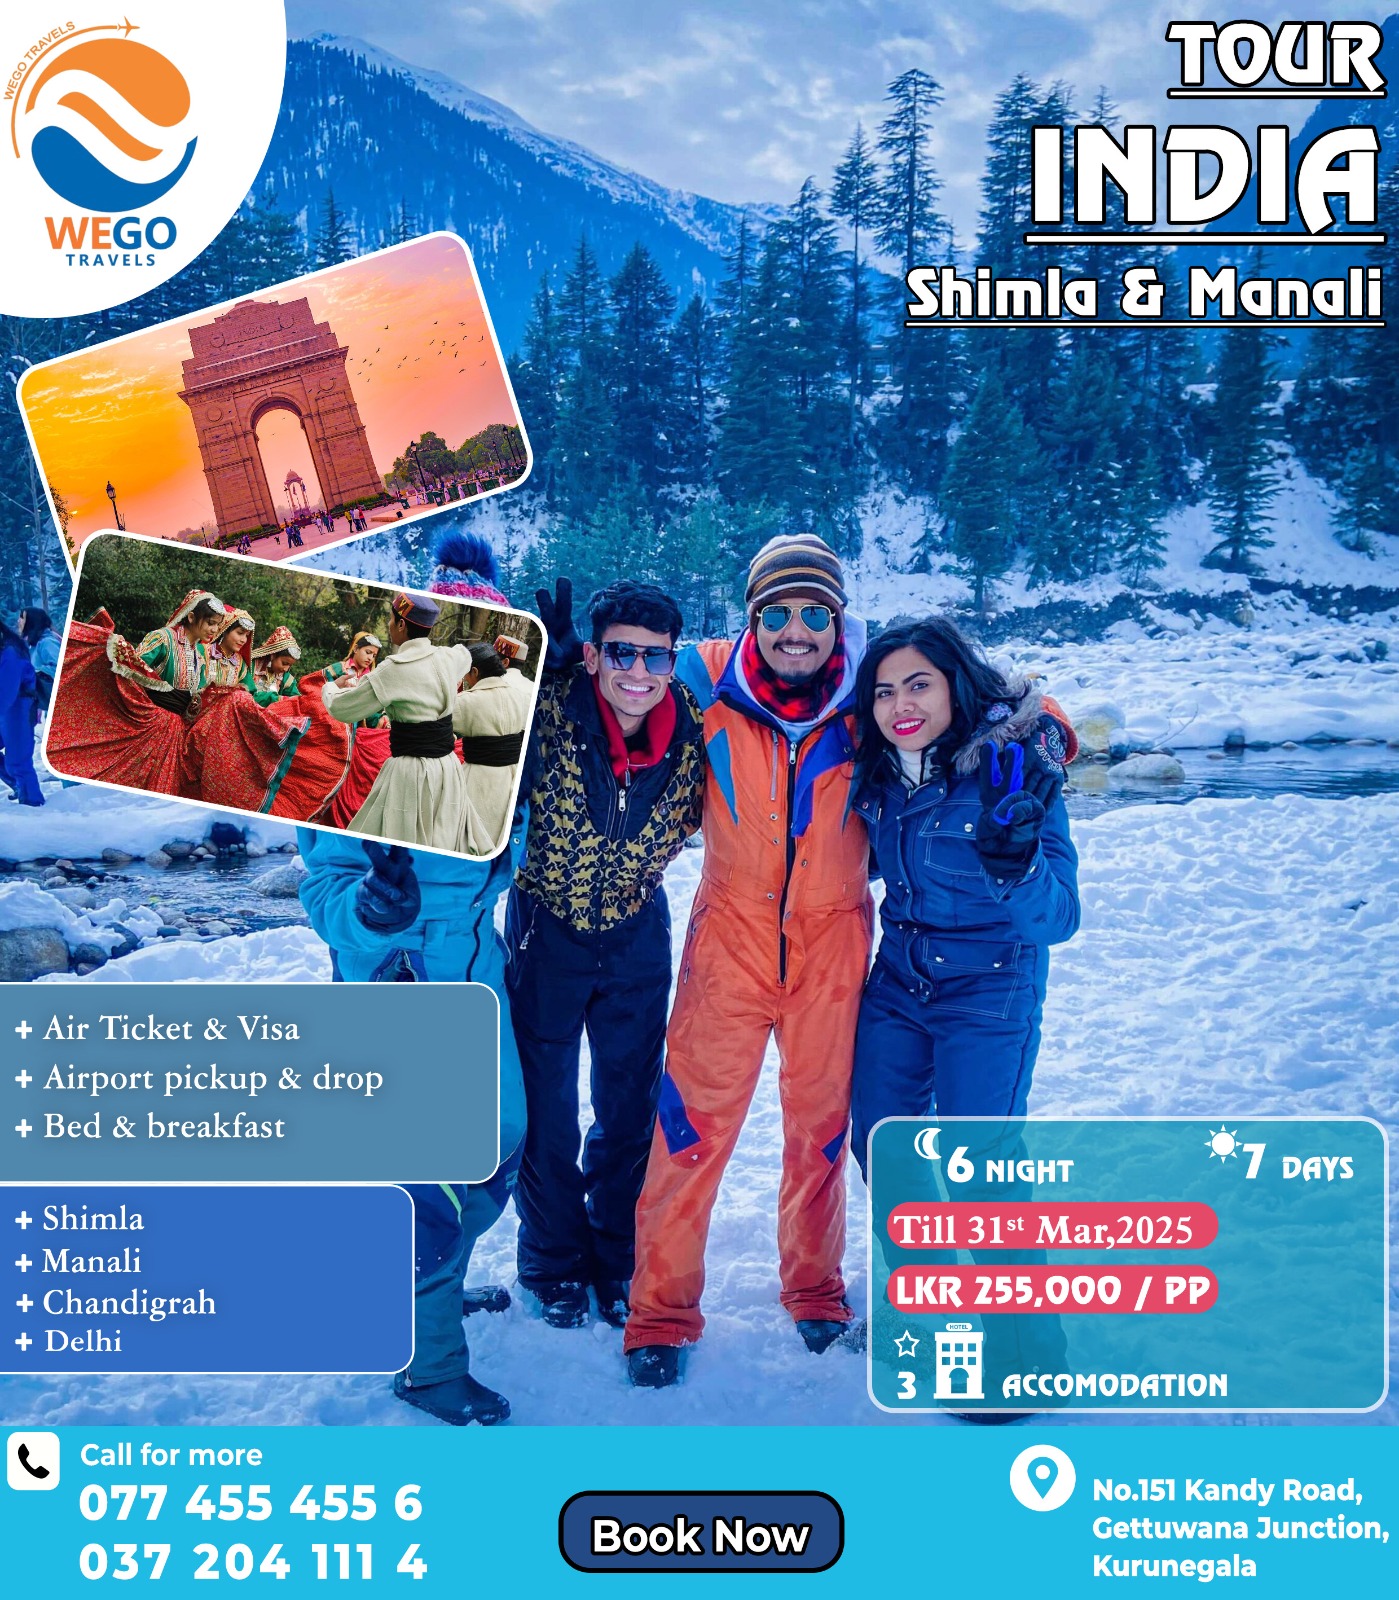 WEGO TRAVELS
WEGO
TRAVELS
TOUR
INDIA
Shimla & Manali
INDIA
+ Air Ticket & Visa
+ Airport pickup & drop
+ Bed & breakfast
+ Shimla
+ Manali
+ Chandigrah
+ Delhi
6 NIGHT
7 DAYS
Till 31st Mar,2025
LKR 255,000 / PP
HOTEL
3 ACCOMODATION
Call for more
077 455 455 6
037 204 111 4
Book Now
No.151 Kandy Road,
Gettuwana Junction,
Kurunegala